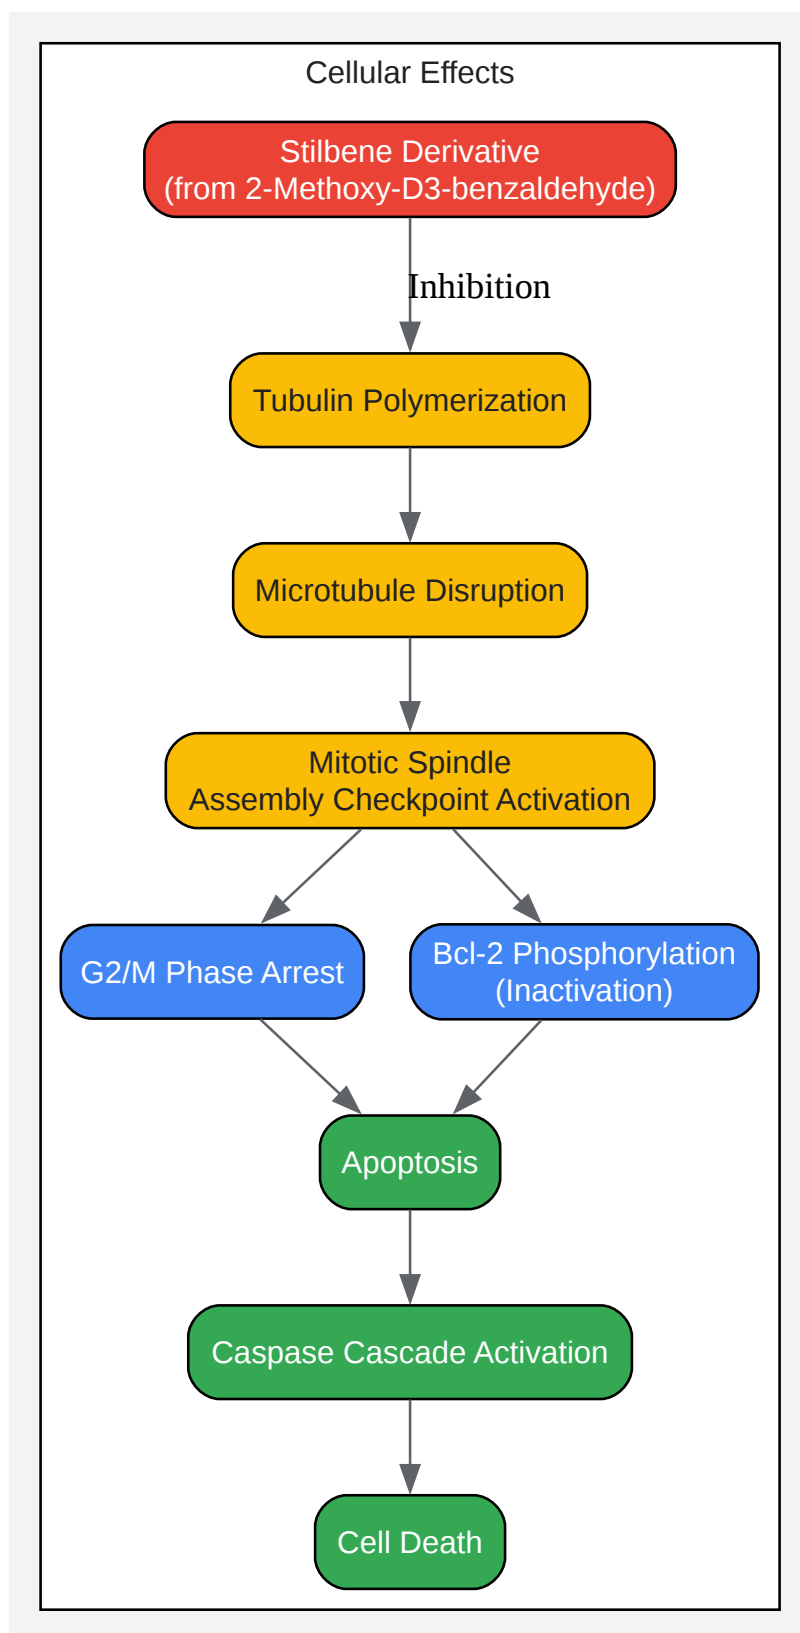 Cellular Effects
Stilbene Derivative
(from 2-Methoxy-D3-benzaldehyde)
Inhibition
Tubulin Polymerization
Microtubule Disruption
Mitotic Spindle
Assembly Checkpoint Activation
G2/M Phase Arrest
Bcl-2 Phosphorylation
(Inactivation)
Apoptosis
Caspase Cascade Activation
Cell Death